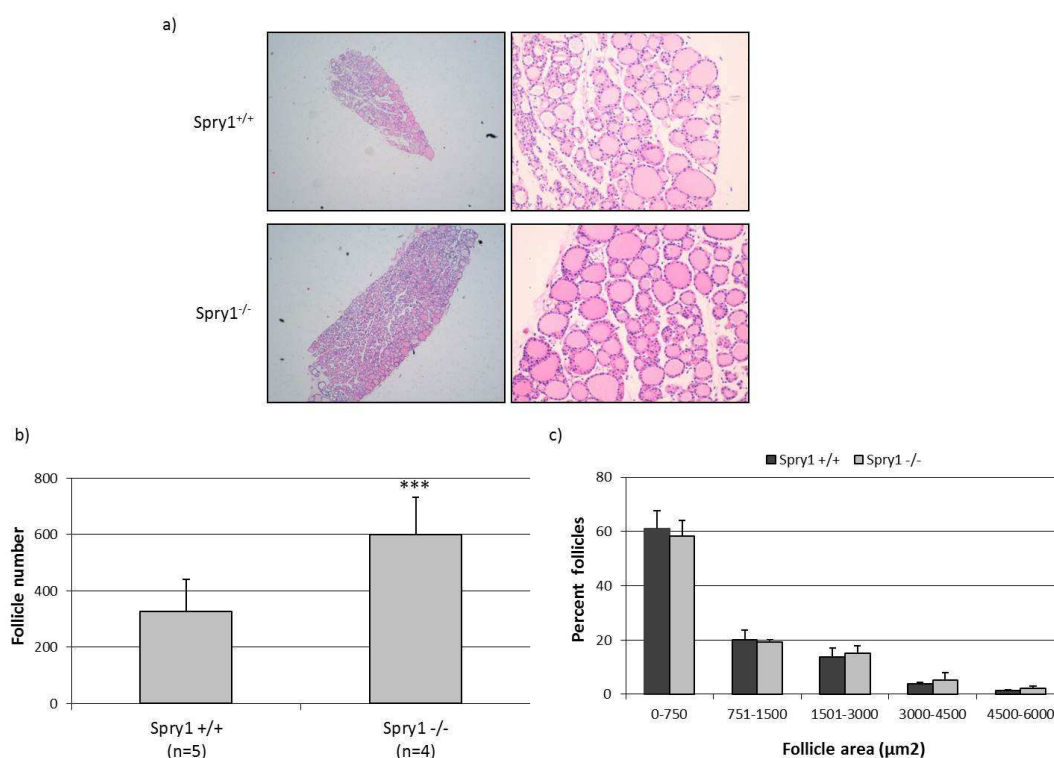 a)
Spry1+/+
Spry1-/-
b)
800
600
400
200
0
Follicle number
***
Spry1 +/+
(n=5)
Spry1 -/-
(n=4)
c)
Spry1 +/+ Spry1 -/-
80
60
40
20
0
Percent follicles
0-750 751-1500 1501-3000 3000-4500 4500-6000
Follicle area (µm2)